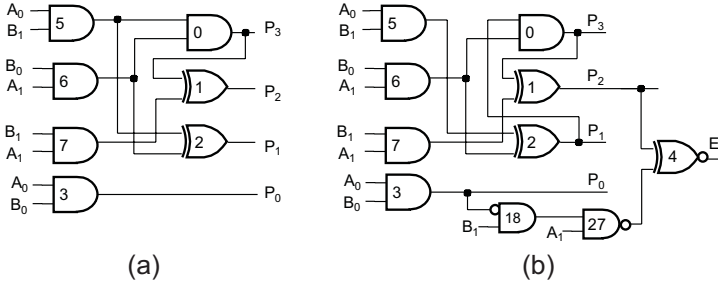 A₀
B₁
5
0
P₃
B₀
A₁
6
1
P₂
B₁
A₁
7
2
P₁
A₀
B₀
3
P₀
(a)
A₀
B₁
5
0
P₃
B₀
A₁
6
1
P₂
B₁
A₁
7
2
P₁
4
E
A₀
B₀
3
P₀
B₁
18
A₁
27
(b)